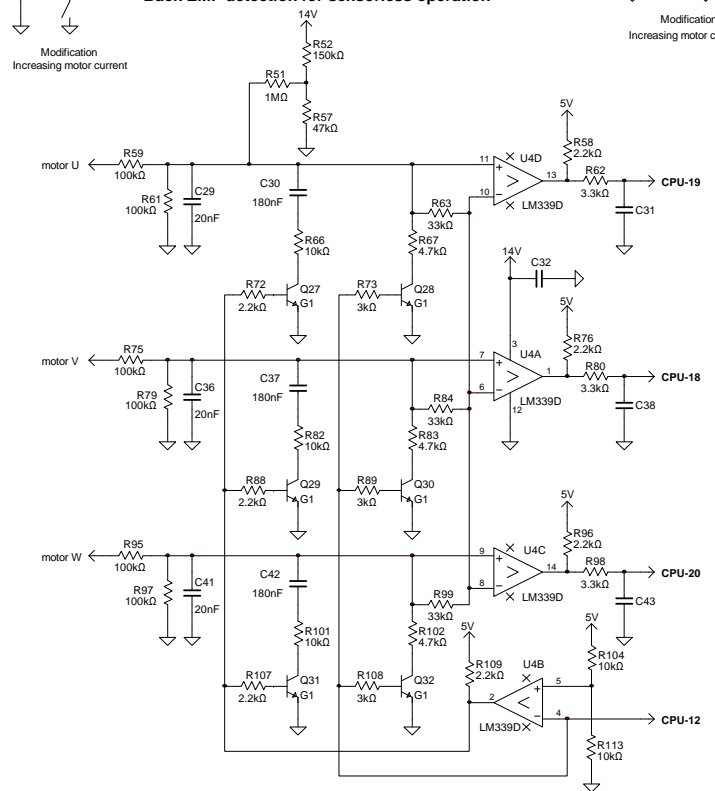 Modification
Increasing motor current
Modification
14V
R52
150kΩ
R51
1MΩ
R57
47kΩ
5V
R58
2.2kΩ
motor U
R59
100kΩ
R61
100kΩ
C29
20nF
C30
180nF
R66
10kΩ
R72
2.2kΩ
Q27
G1
R63
33kΩ
R67
4.7kΩ
R73
3kΩ
Q28
G1
11
10
+
−
>
U4D
LM339D
13
R62
3.3kΩ
C31
CPU-19
14V
C32
5V
R76
2.2kΩ
motor V
R75
100kΩ
R79
100kΩ
C36
20nF
C37
180nF
R82
10kΩ
R88
2.2kΩ
Q29
G1
R84
33kΩ
R83
4.7kΩ
R89
3kΩ
Q30
G1
7
6
+
−
>
3
12
U4A
LM339D
1
R80
3.3kΩ
C38
CPU-18
5V
R96
2.2kΩ
motor W
R95
100kΩ
R97
100kΩ
C41
20nF
C42
180nF
R101
10kΩ
R107
2.2kΩ
Q31
G1
R99
33kΩ
R102
4.7kΩ
R108
3kΩ
Q32
G1
9
8
+
−
>
U4C
LM339D
14
R98
3.3kΩ
C43
CPU-20
5V
R109
2.2kΩ
U4B
LM339D
2
<
+
−
5
4
5V
R104
10kΩ
R113
10kΩ
CPU-12